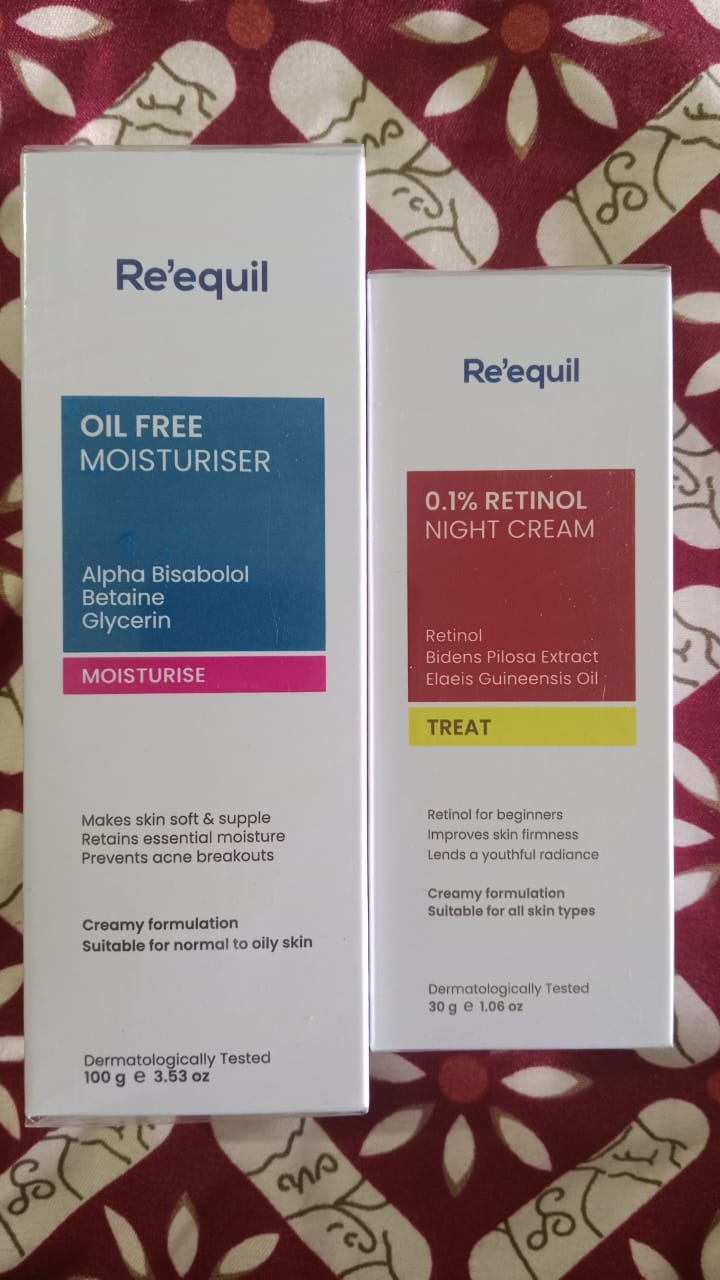 Re'equil
OIL FREE
MOISTURISER
Alpha Bisabolol
Betaine
Glycerin
MOISTURISE
Makes skin soft & supple
Retains essential moisture
Prevents acne breakouts
Creamy formulation
Suitable for normal to oily skin
Dermatologically Tested
100 g ℮ 3.53 oz
Re'equil
0.1% RETINOL
NIGHT CREAM
Retinol
Bidens Pilosa Extract
Elaeis Guineensis Oil
TREAT
Retinol for beginners
Improves skin firmness
Lends a youthful radiance
Creamy formulation
Suitable for all skin types
Dermatologically Tested
30 g ℮ 1.06 oz